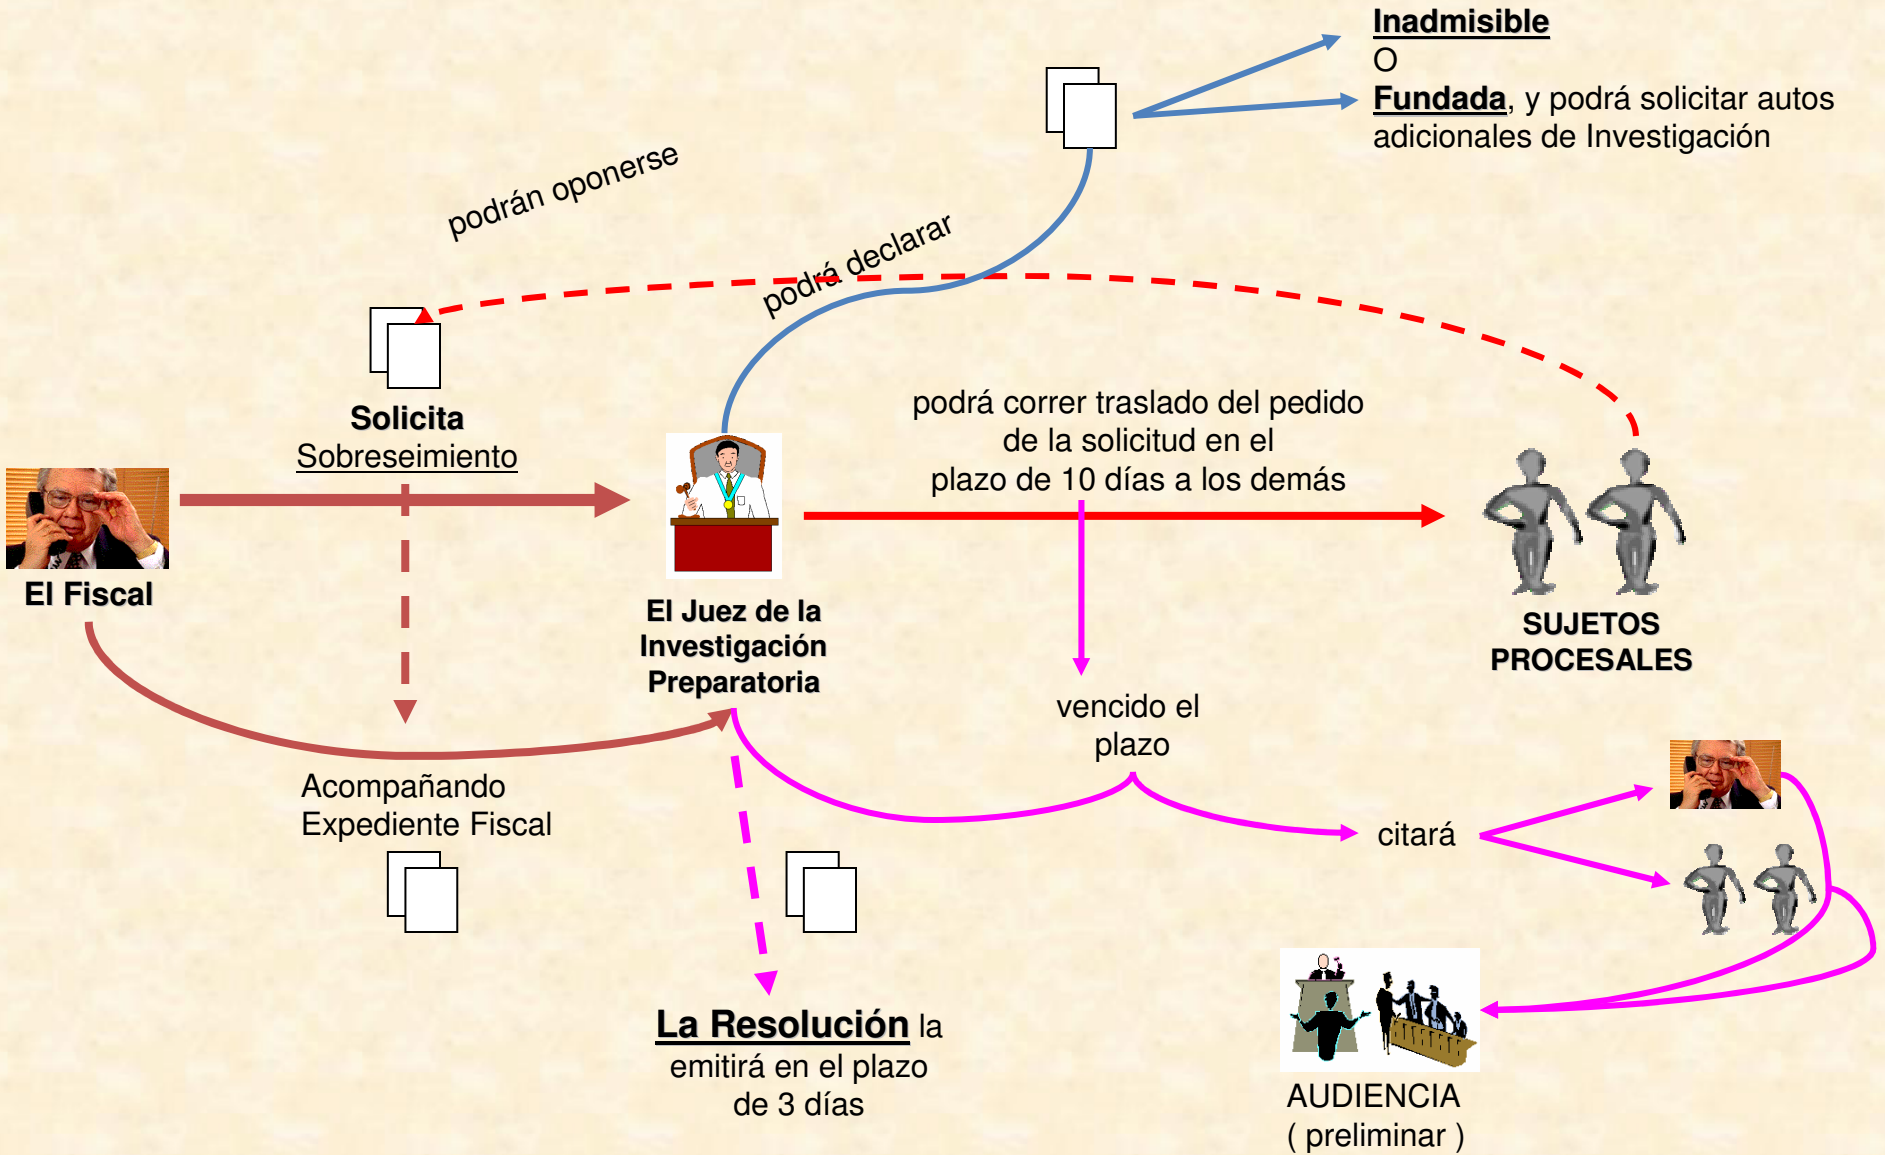 Inadmisible
O
Fundada, y podrá solicitar autos
adicionales de Investigación
podrán oponerse
podrá declarar
Solicita
Sobreseimiento
podrá correr traslado del pedido
de la solicitud en el
plazo de 10 días a los demás
El Fiscal
El Juez de la
Investigación
Preparatoria
SUJETOS
PROCESALES
vencido el
plazo
Acompañando
Expediente Fiscal
citará
La Resolución la
emitirá en el plazo
de 3 días
AUDIENCIA
( preliminar )